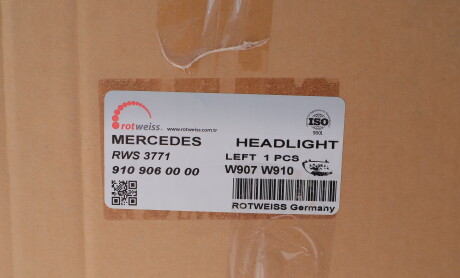 rotweiss
www.rotweiss.com.tr
ISO
9001
MERCEDES HEADLIGHT
RWS 3771 LEFT 1 PCS
910 906 00 00 W907 W910
ROTWEISS Germany